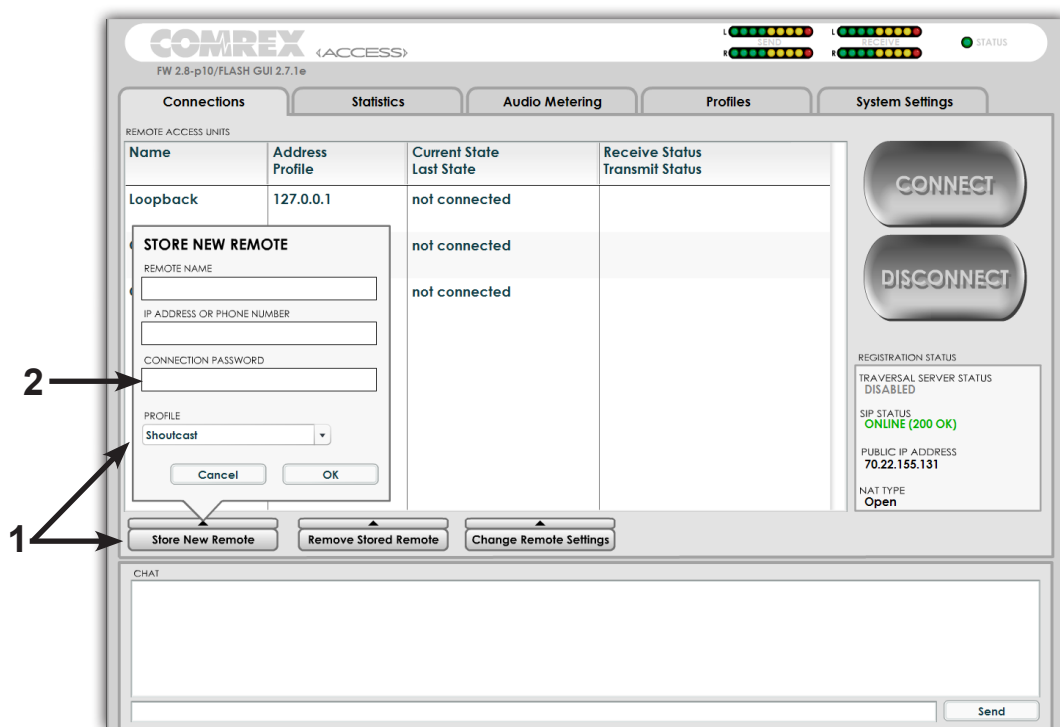 COMREX (ACCESS)
L SEND R
L RECEIVE R
STATUS
FW 2.8-p10/FLASH GUI 2.7.1e
Connections Statistics Audio Metering Profiles System Settings
REMOTE ACCESS UNITS
Name Address Current State Receive Status
Profile Last State Transmit Status
Loopback 127.0.0.1 not connected
not connected
not connected
STORE NEW REMOTE
REMOTE NAME
IP ADDRESS OR PHONE NUMBER
CONNECTION PASSWORD
2
PROFILE
Shoutcast
Cancel OK
1
Store New Remote Remove Stored Remote Change Remote Settings
CONNECT
DISCONNECT
REGISTRATION STATUS
TRAVERSAL SERVER STATUS
DISABLED
SIP STATUS
ONLINE (200 OK)
PUBLIC IP ADDRESS
70.22.155.131
NAT TYPE
Open
CHAT
Send